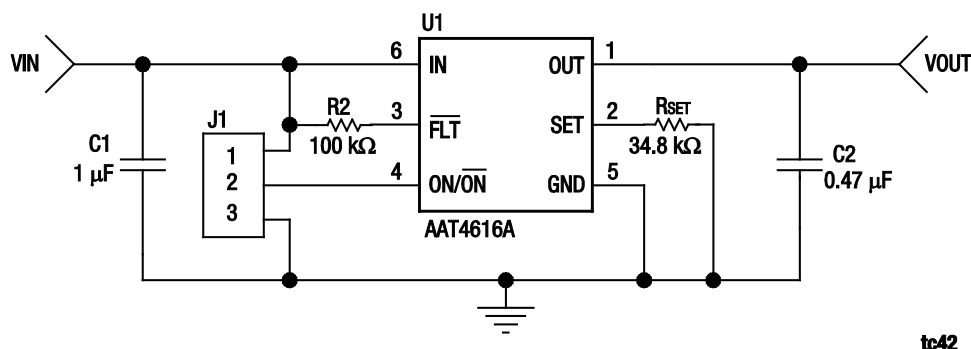 U1
VIN
6
IN
OUT
1
VOUT
J1
R2
100 kΩ
3
FLT
SET
2
RSET
34.8 kΩ
C1
1 µF
1
2
3
4
ON/ON
GND
5
C2
0.47 µF
AAT4616A
tc42